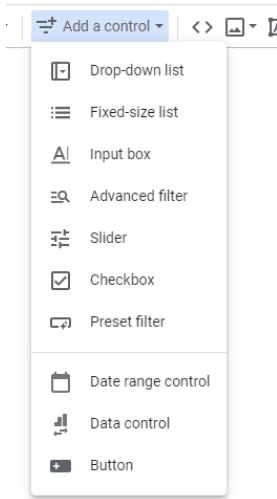 Add a control
Drop-down list
Fixed-size list
Input box
Advanced filter
Slider
Checkbox
Preset filter
Date range control
Data control
Button